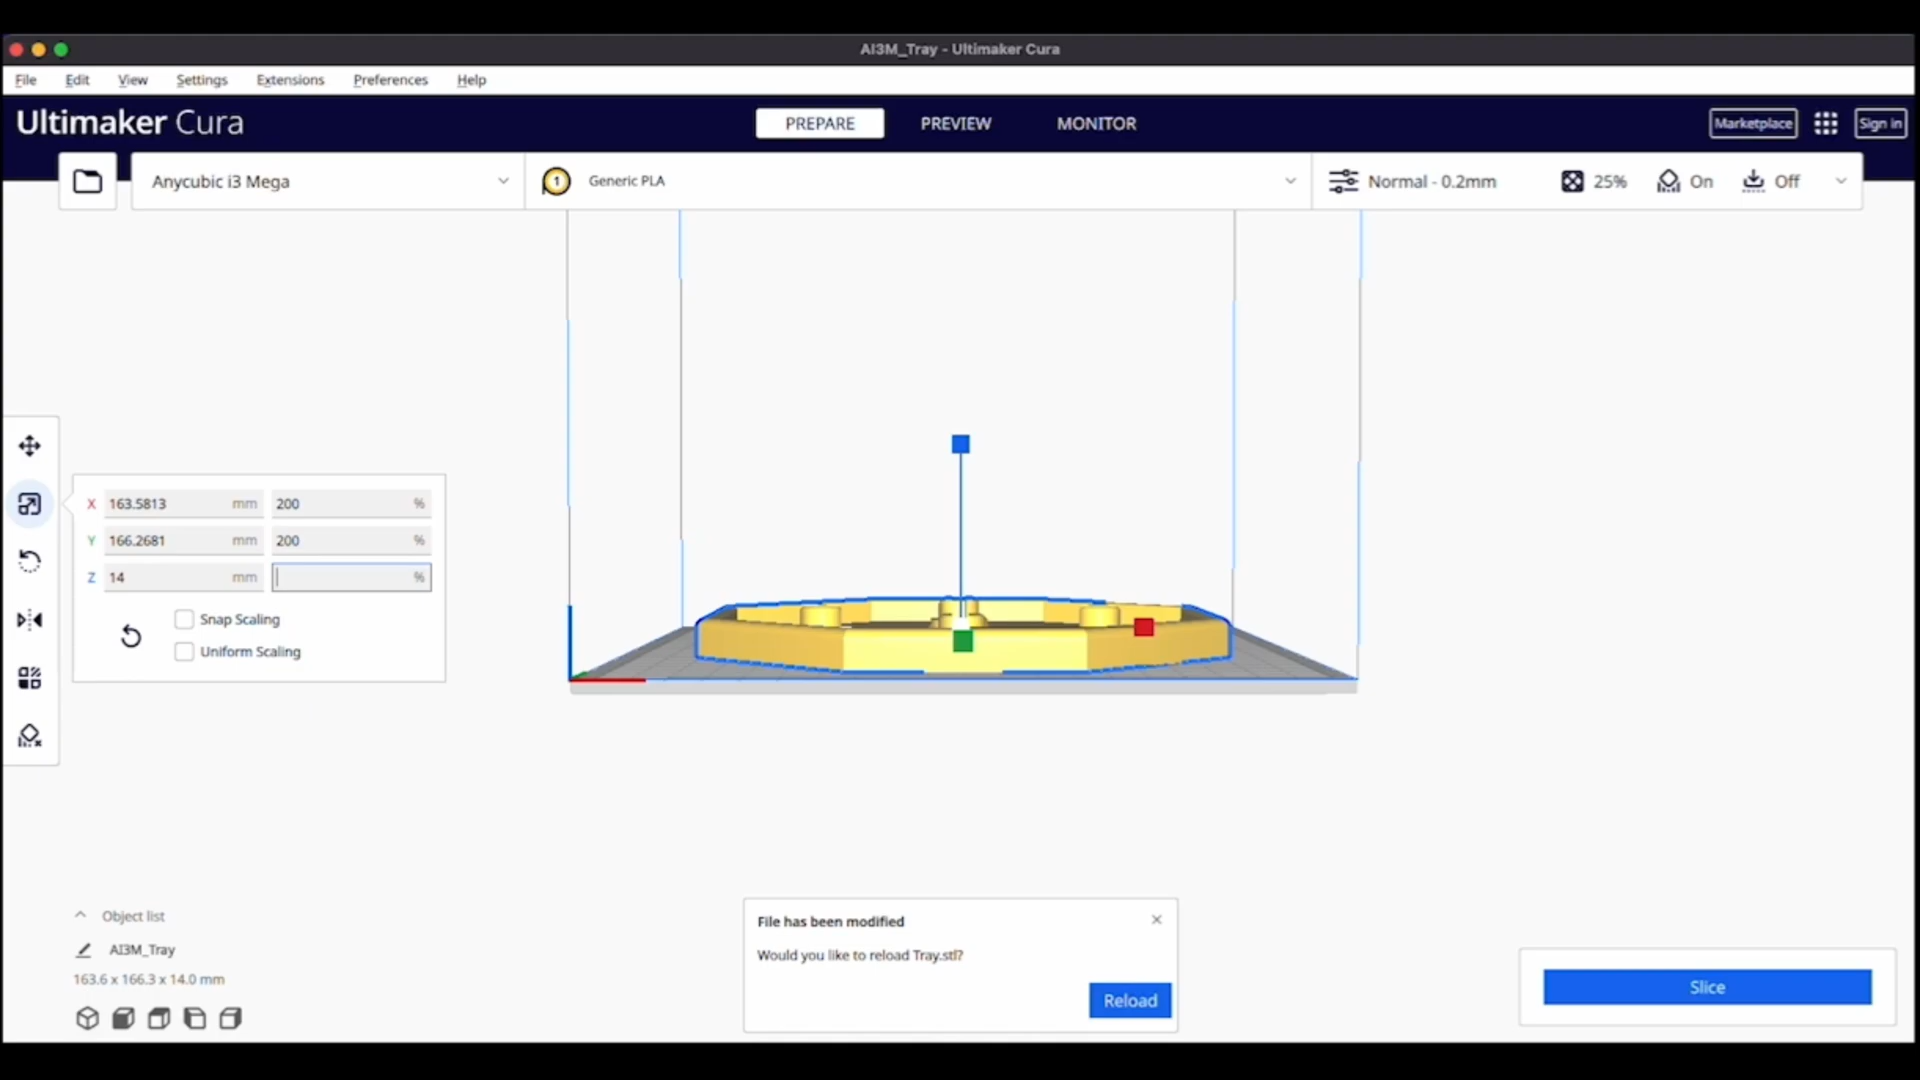 AI3M_Tray - Ultimaker Cura
File Edit View Settings Extensions Preferences Help
Ultimaker Cura PREPARE PREVIEW MONITOR Marketplace Sign in
Anycubic i3 Mega 1 Generic PLA Normal - 0.2mm 25% On Off
X 163.5813 mm 200 %
Y 166.2681 mm 200 %
Z 14 mm %
Snap Scaling
Uniform Scaling
Object list
AI3M_Tray
163.6 x 166.3 x 14.0 mm
File has been modified
Would you like to reload Tray.stl?
Reload
Slice